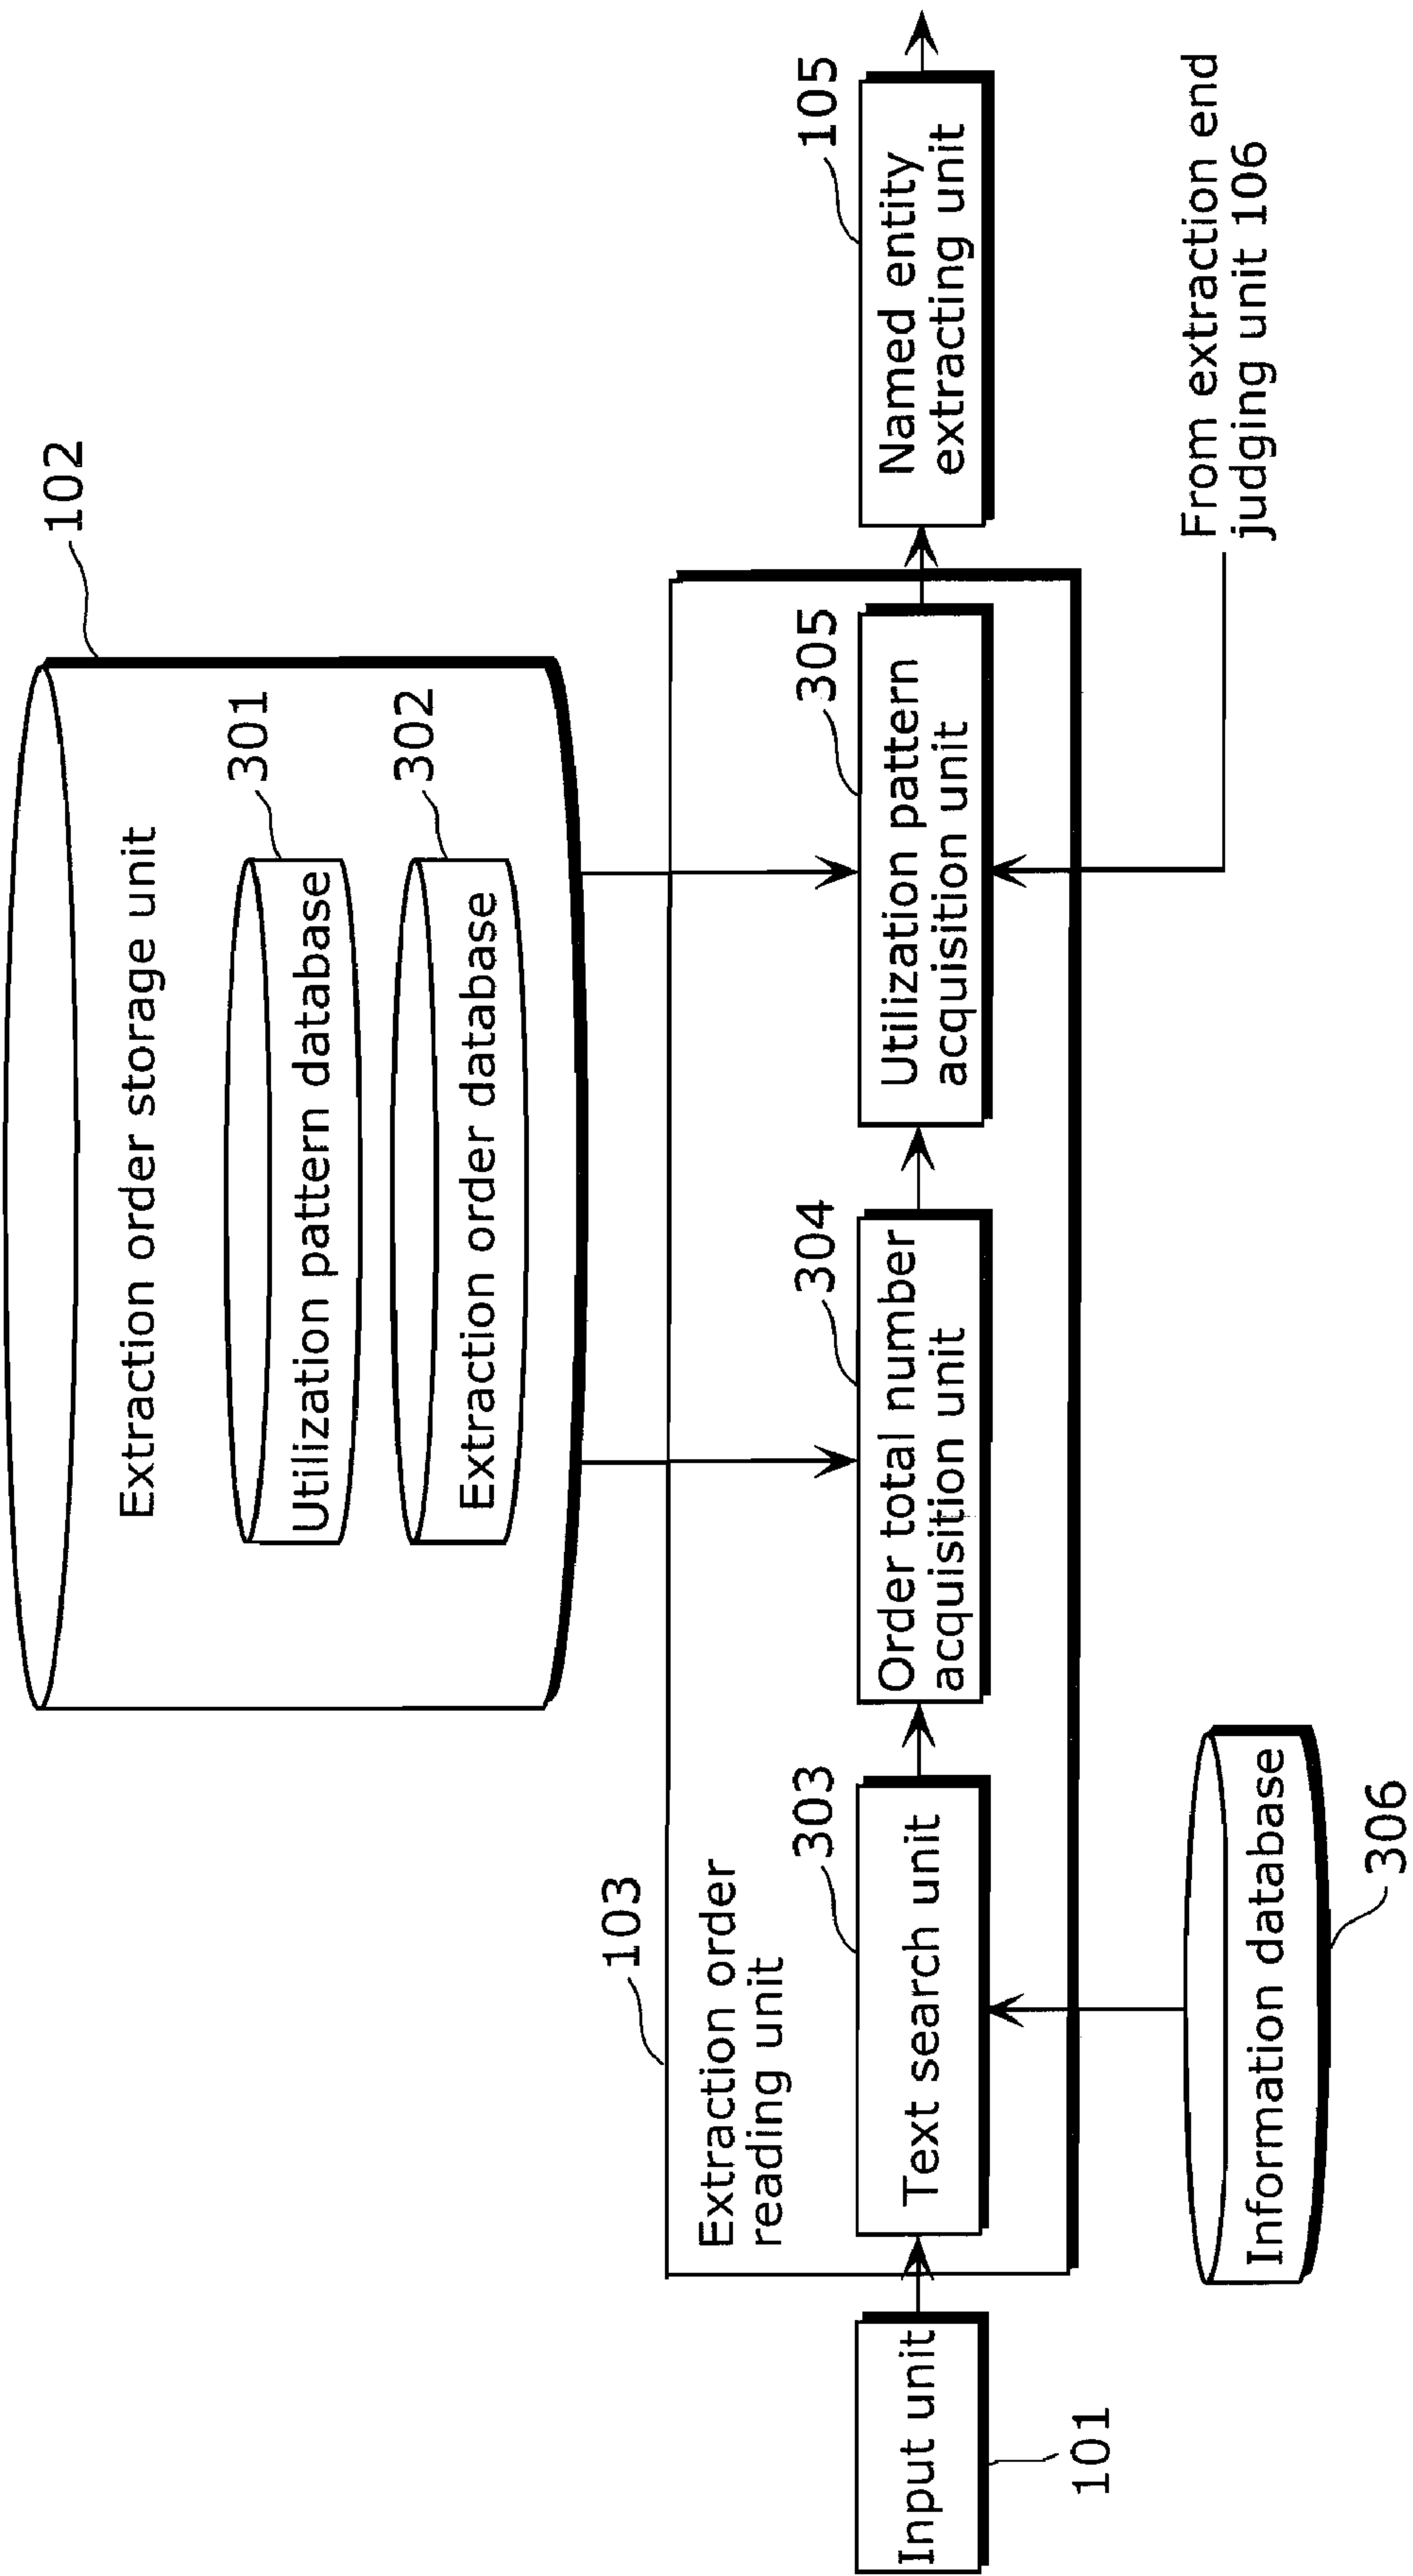 102
Extraction order storage unit
301
Utilization pattern database
302
Extraction order database
103
Extraction order
reading unit
303
Text search unit
304
Order total number
acquisition unit
305
Utilization pattern
acquisition unit
105
Named entity
extracting unit
Input unit
101
Information database
306
From extraction end
judging unit 106